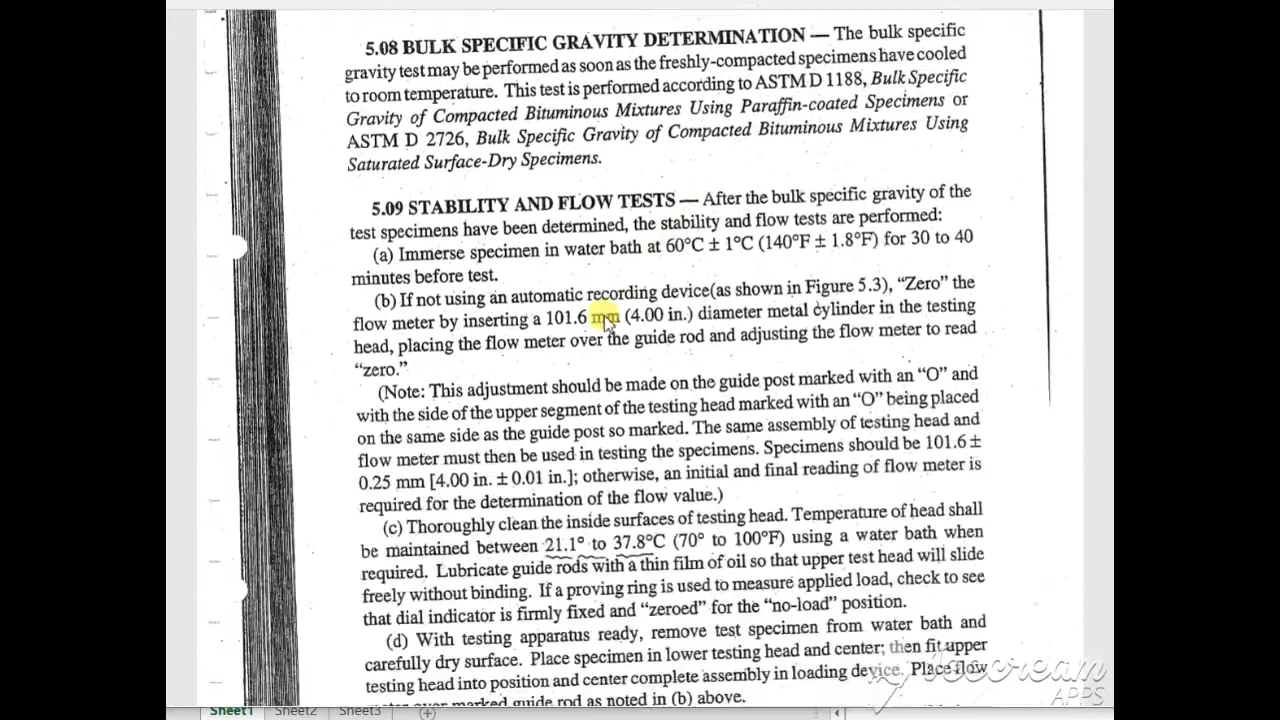 5.08 BULK SPECIFIC GRAVITY DETERMINATION — The bulk specific
gravity test may be performed as soon as the freshly-compacted specimens have cooled
to room temperature. This test is performed according to ASTM D 1188, Bulk Specific
Gravity of Compacted Bituminous Mixtures Using Paraffin-coated Specimens or
ASTM D 2726, Bulk Specific Gravity of Compacted Bituminous Mixtures Using
Saturated Surface-Dry Specimens.
5.09 STABILITY AND FLOW TESTS — After the bulk specific gravity of the
test specimens have been determined, the stability and flow tests are performed:
(a) Immerse specimen in water bath at 60°C ± 1°C (140°F ± 1.8°F) for 30 to 40
minutes before test.
(b) If not using an automatic recording device(as shown in Figure 5.3), “Zero” the
flow meter by inserting a 101.6 mm (4.00 in.) diameter metal cylinder in the testing
head, placing the flow meter over the guide rod and adjusting the flow meter to read
“zero.”
(Note: This adjustment should be made on the guide post marked with an “O” and
with the side of the upper segment of the testing head marked with an “O” being placed
on the same side as the guide post so marked. The same assembly of testing head and
flow meter must then be used in testing the specimens. Specimens should be 101.6 ±
0.25 mm [4.00 in. ± 0.01 in.]; otherwise, an initial and final reading of flow meter is
required for the determination of the flow value.)
(c) Thoroughly clean the inside surfaces of testing head. Temperature of head shall
be maintained between 21.1° to 37.8°C (70° to 100°F) using a water bath when
required. Lubricate guide rods with a thin film of oil so that upper test head will slide
freely without binding. If a proving ring is used to measure applied load, check to see
that dial indicator is firmly fixed and “zeroed” for the “no-load” position.
(d) With testing apparatus ready, remove test specimen from water bath and
carefully dry surface. Place specimen in lower testing head and center; then fit upper
testing head into position and center complete assembly in loading device. Place flow
meter over marked guide rod as noted in (b) above.
icecream
APPS
Sheet1 Sheet2 Sheet3